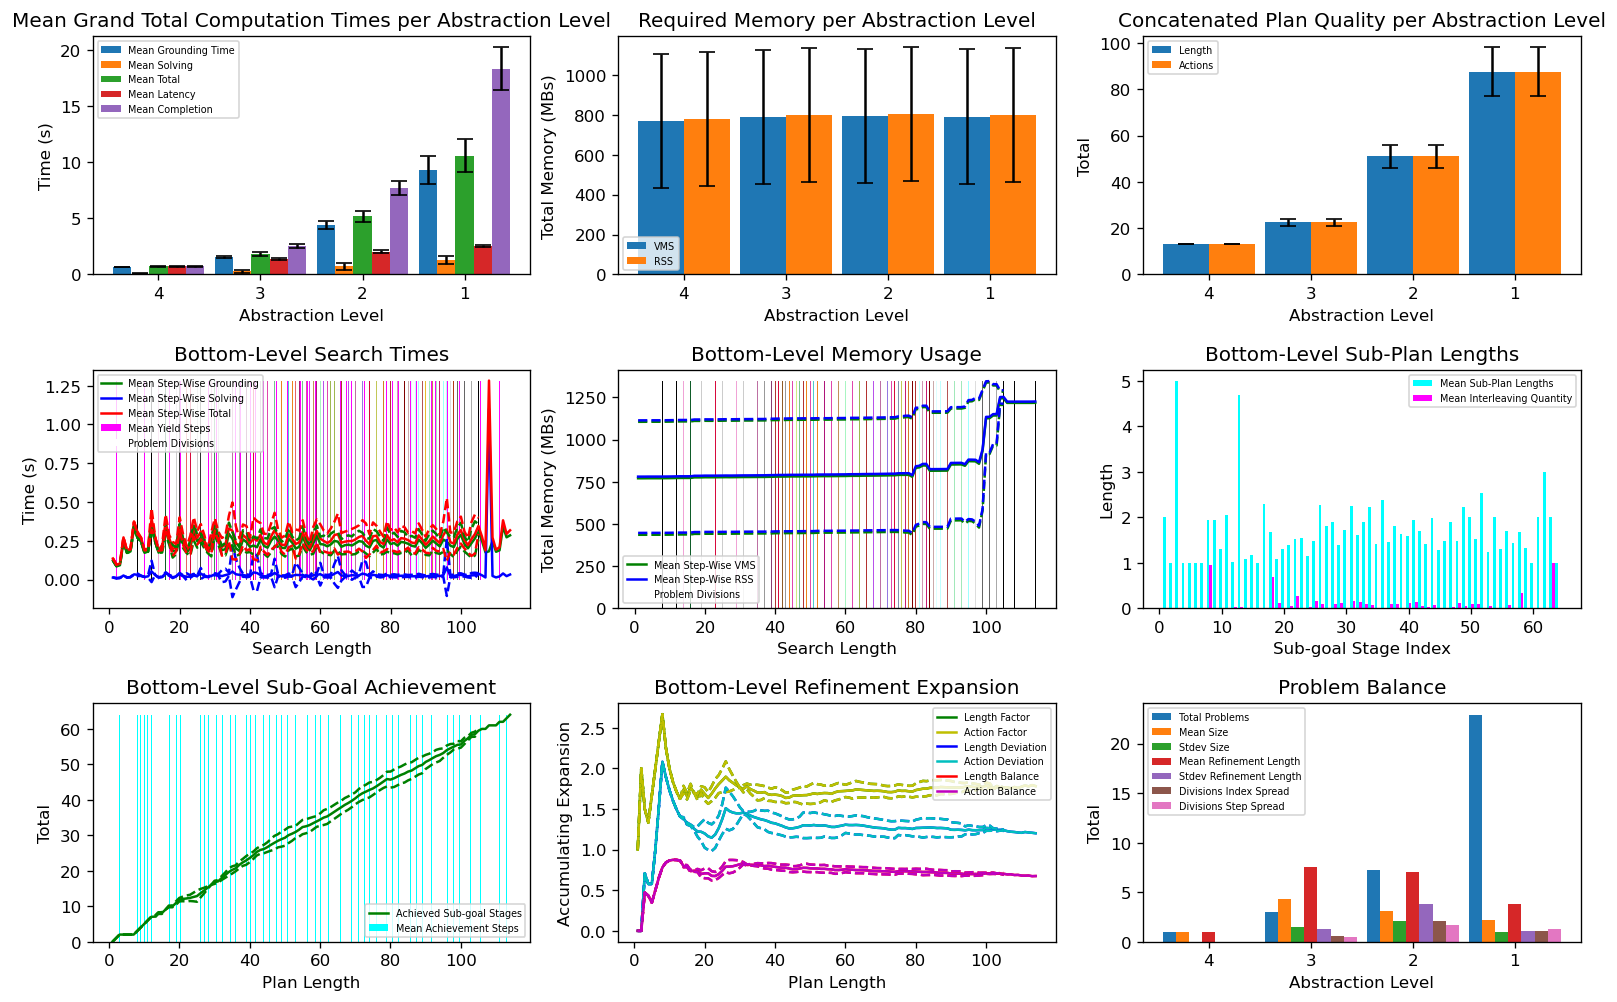 Mean Grand Total Computation Times per Abstraction Level
Time (s)
20
15
10
5
0
Mean Grounding Time
Mean Solving
Mean Total
Mean Latency
Mean Completion
4 3 2 1
Abstraction Level
Required Memory per Abstraction Level
Total Memory (MBs)
1000
800
600
400
200
0
VMS
RSS
4 3 2 1
Abstraction Level
Concatenated Plan Quality per Abstraction Level
Total
100
80
60
40
20
0
Length
Actions
4 3 2 1
Abstraction Level
Bottom-Level Search Times
Time (s)
1.25
1.00
0.75
0.50
0.25
0.00
Mean Step-Wise Grounding
Mean Step-Wise Solving
Mean Step-Wise Total
Mean Yield Steps
Problem Divisions
0 20 40 60 80 100
Search Length
Bottom-Level Memory Usage
Total Memory (MBs)
1250
1000
750
500
250
0
Mean Step-Wise VMS
Mean Step-Wise RSS
Problem Divisions
0 20 40 60 80 100
Search Length
Bottom-Level Sub-Plan Lengths
Length
5
4
3
2
1
0
Mean Sub-Plan Lengths
Mean Interleaving Quantity
0 10 20 30 40 50 60
Sub-goal Stage Index
Bottom-Level Sub-Goal Achievement
Total
60
50
40
30
20
10
0
Achieved Sub-goal Stages
Mean Achievement Steps
0 20 40 60 80 100
Plan Length
Bottom-Level Refinement Expansion
Accumulating Expansion
2.5
2.0
1.5
1.0
0.5
0.0
Length Factor
Action Factor
Length Deviation
Action Deviation
Length Balance
Action Balance
0 20 40 60 80 100
Plan Length
Problem Balance
Total
20
15
10
5
0
Total Problems
Mean Size
Stdev Size
Mean Refinement Length
Stdev Refinement Length
Divisions Index Spread
Divisions Step Spread
4 3 2 1
Abstraction Level